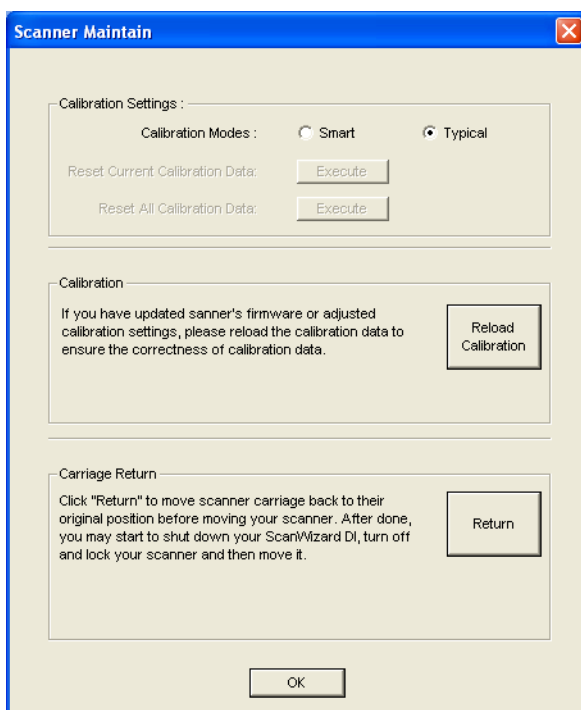 Scanner Maintain
Calibration Settings :
Calibration Modes : Smart Typical
Reset Current Calibration Data: Execute
Reset All Calibration Data: Execute
Calibration
If you have updated sanner's firmware or adjusted
calibration settings, please reload the calibration data to
ensure the correctness of calibration data.
Reload
Calibration
Carriage Return
Click "Return" to move scanner carriage back to their
original position before moving your scanner. After done,
you may start to shut down your ScanWizard DI, turn off
and lock your scanner and then move it.
Return
OK